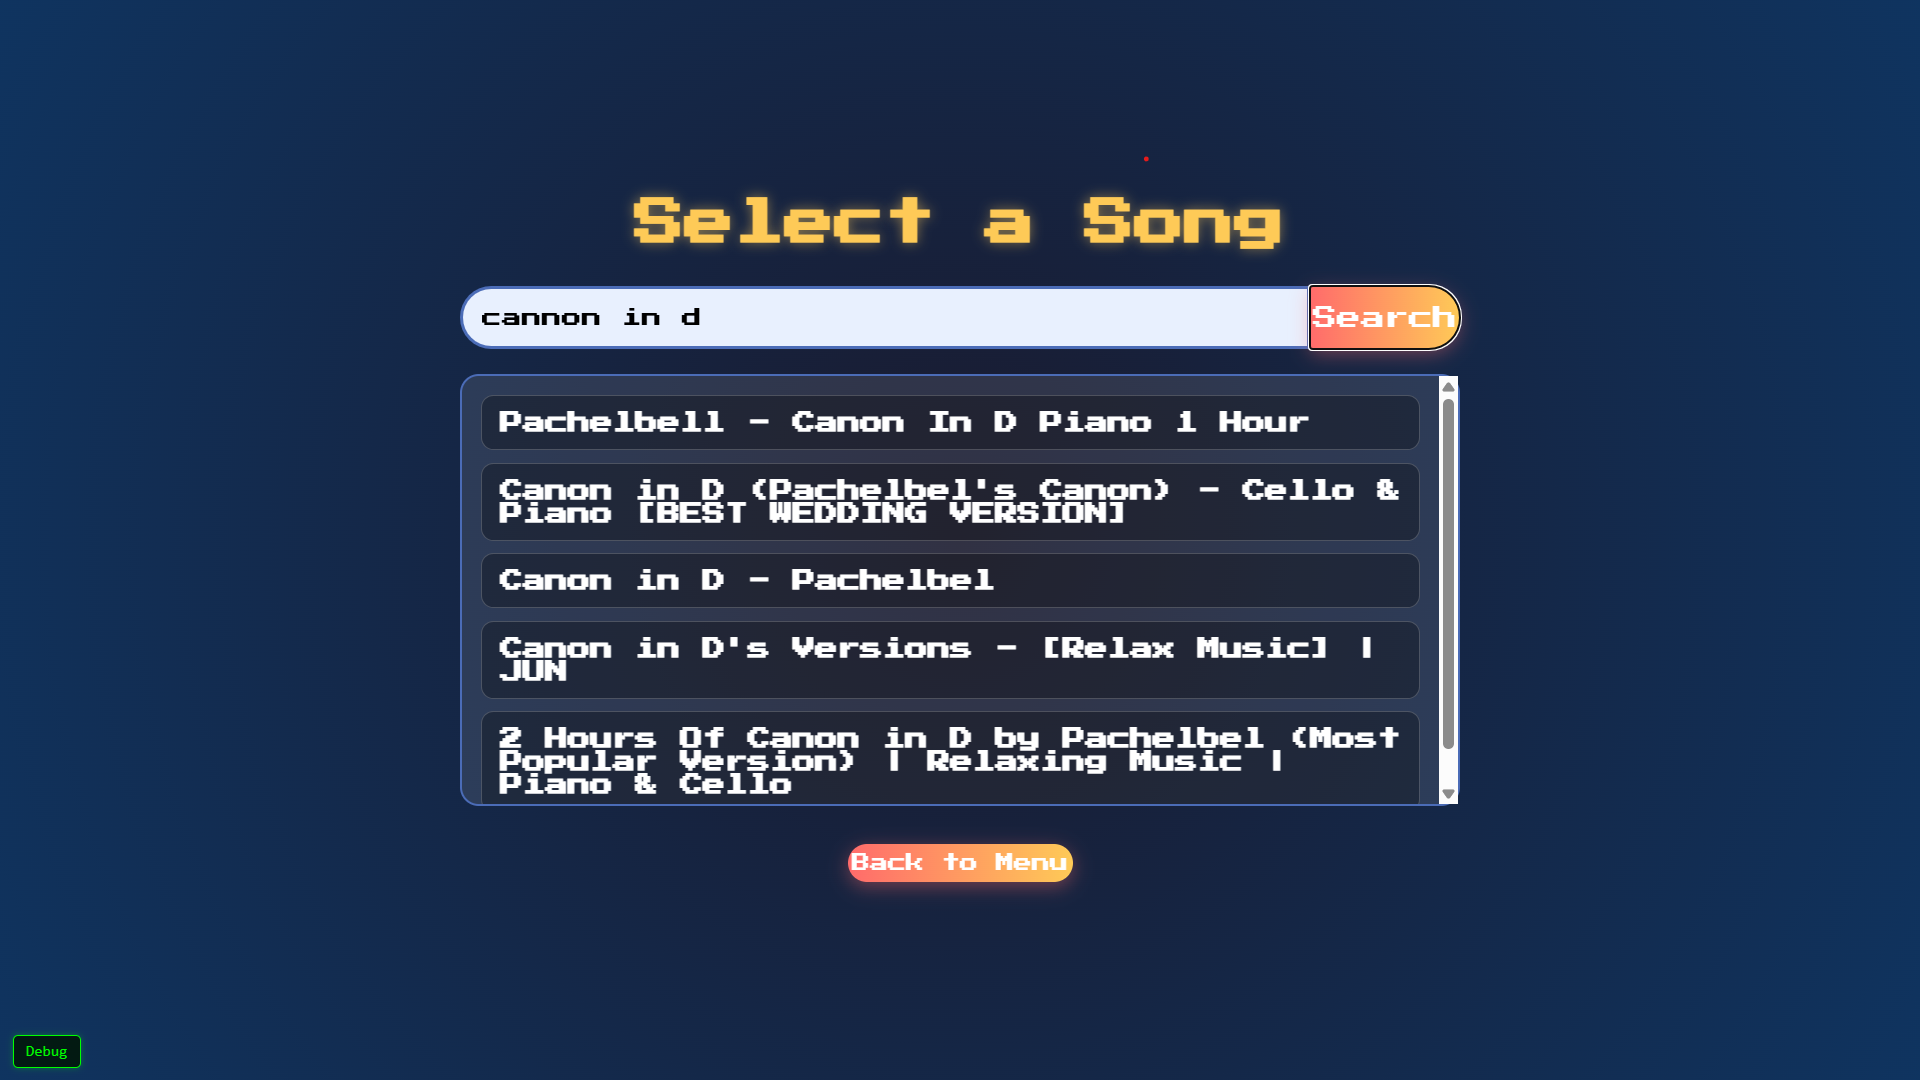 Select a Song
cannon in d
Search
Pachelbell - Canon In D Piano 1 Hour
Canon in D (Pachelbel's Canon) - Cello &
Piano [BEST WEDDING VERSION]
Canon in D - Pachelbel
Canon in D's Versions - [Relax Music] |
JUN
2 Hours Of Canon in D by Pachelbel (Most
Popular Version) | Relaxing Music |
Piano & Cello
Back to Menu
Debug